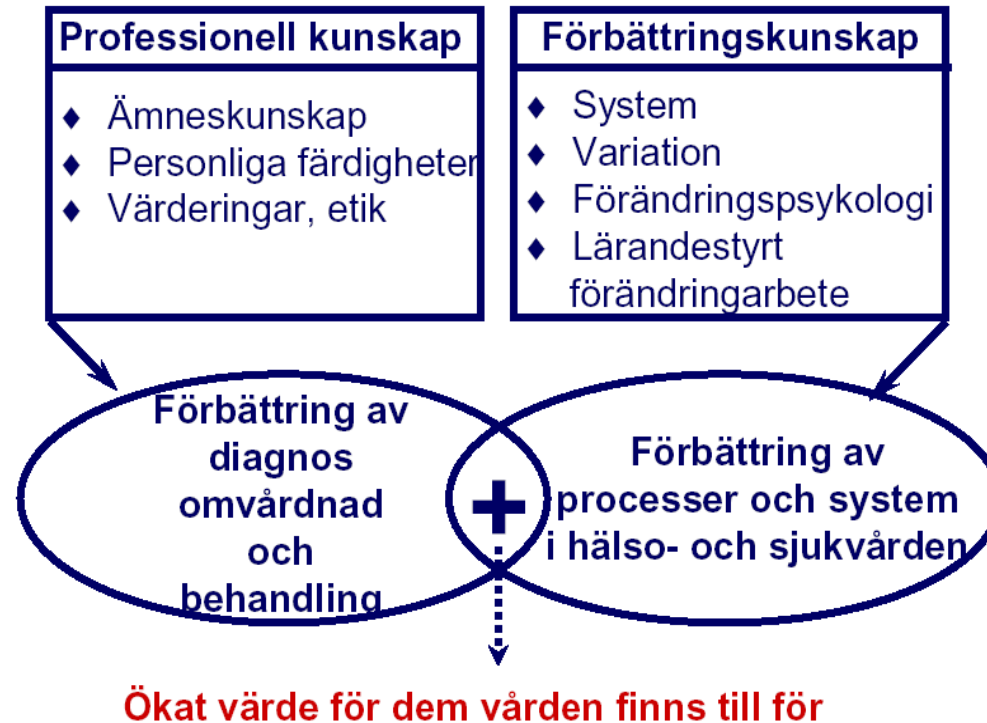 Professionell kunskap
♦ Ämneskunskap
♦ Personliga färdigheter
♦ Värderingar, etik
Förbättringskunskap
♦ System
♦ Variation
♦ Förändringspsykologi
♦ Lärandestyrt
förändringarbete
Förbättring av
diagnos
omvårdnad
och
behandling
+
Förbättring av
processer och system
i hälso- och sjukvården
Ökat värde för dem vården finns till för